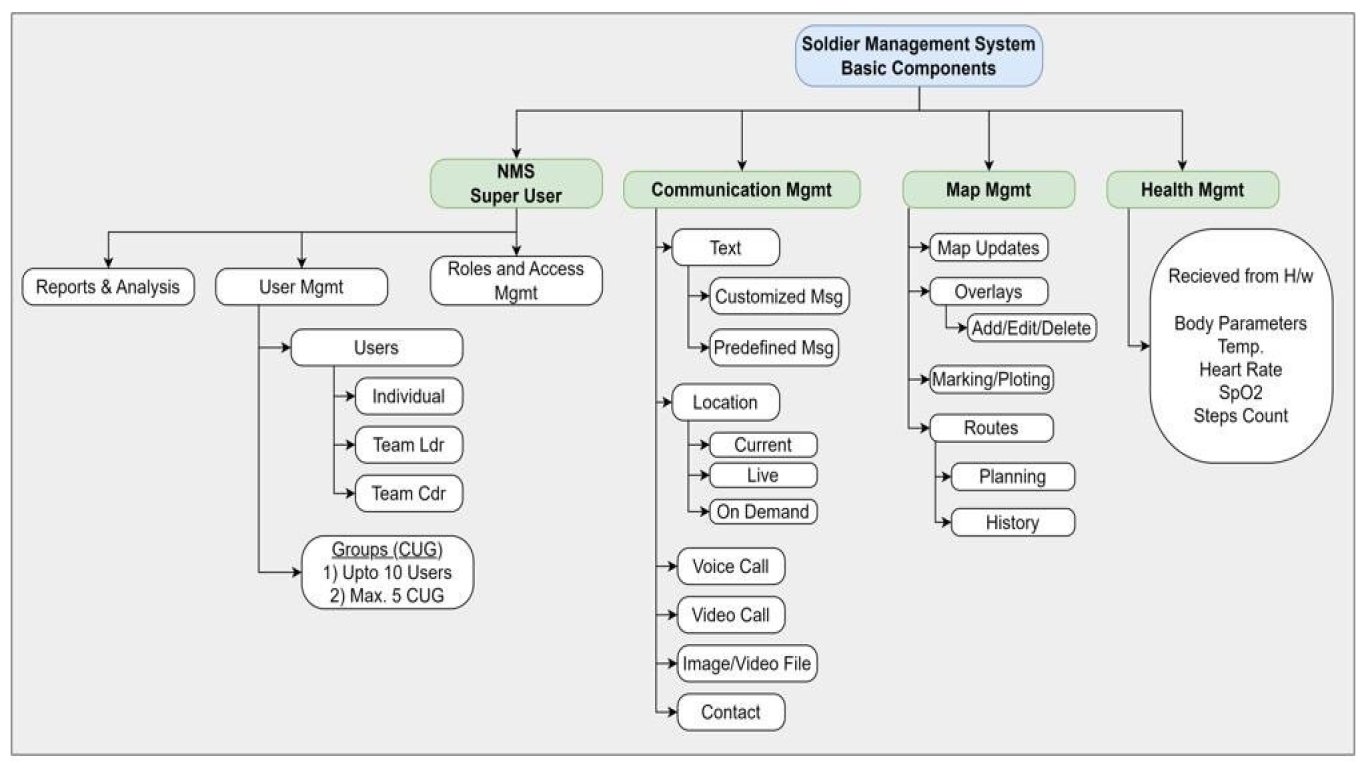 Soldier Management System
Basic Components
NMS
Super User
Reports & Analysis
User Mgmt
Roles and Access
Mgmt
Users
Individual
Team Ldr
Team Cdr
Groups (CUG)
1) Upto 10 Users
2) Max. 5 CUG
Communication Mgmt
Text
Customized Msg
Predefined Msg
Location
Current
Live
On Demand
Voice Call
Video Call
Image/Video File
Contact
Map Mgmt
Map Updates
Overlays
Add/Edit/Delete
Marking/Ploting
Routes
Planning
History
Health Mgmt
Recieved from H/w
Body Parameters
Temp.
Heart Rate
SpO2
Steps Count